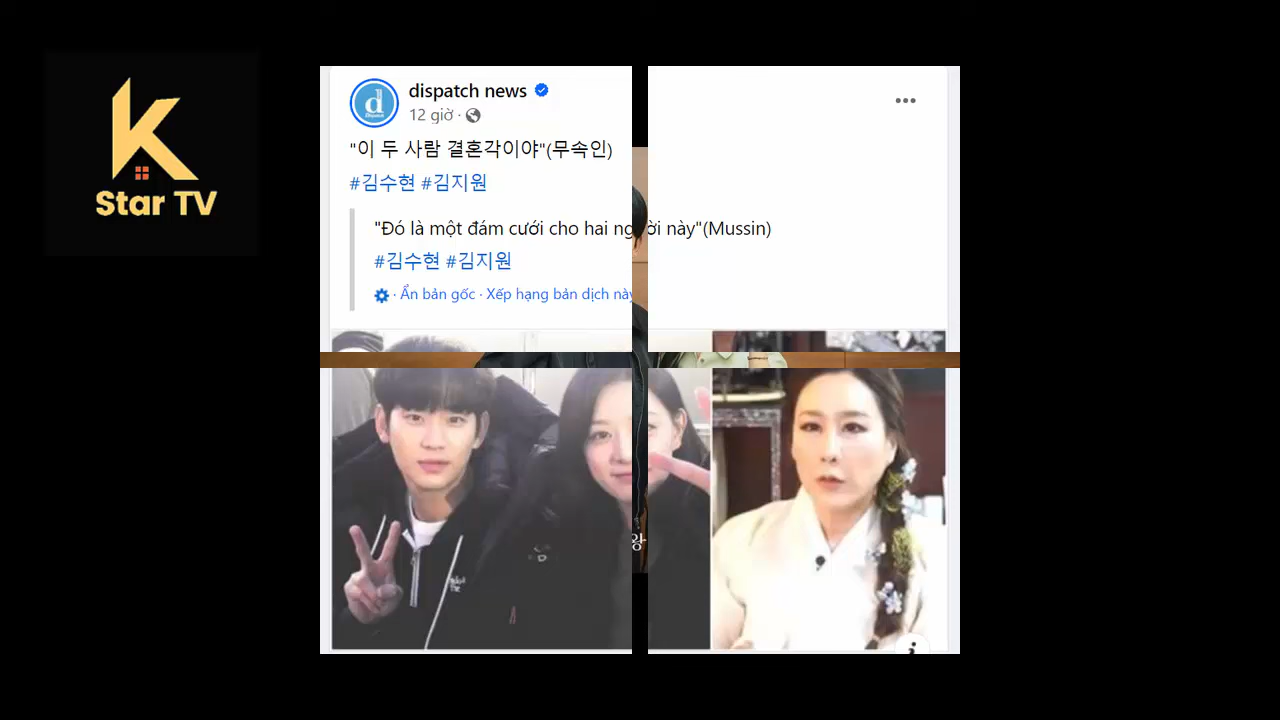 K
Star TV
dispatch news
12 giờ ·
"이 두 사람 결혼각이야"(무속인)
#김수현 #김지원
"Đó là một đám cưới cho hai ng ời này"(Mussin)
#김수현 #김지원
· Ẩn bản gốc · Xếp hạng bản dịch này
왕